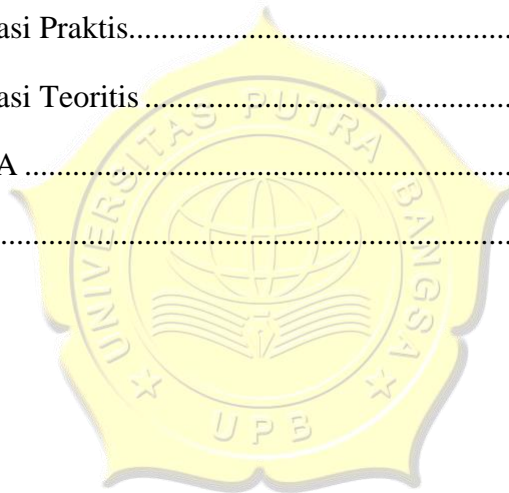 asi Praktis..............................................................
asi Teoritis............................................................
A ................................................................................
....................................................................................
UNIVERSITAS PUTRA BANGSA
UPB